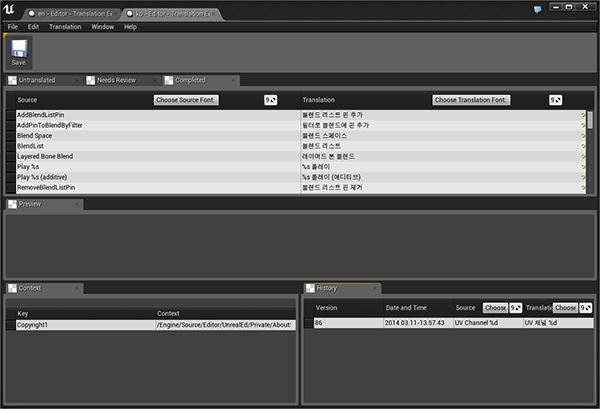 en - Editor - Translation E
ko - Editor - Translation E
File Edit Translation Window Help
Save
Untranslated Needs Review Completed
Source Choose Source Font: 9 Translation Choose Translation Font: 9
AddBlendListPin 블렌드 리스트 핀 추가
AddPinToBlendByFilter 필터로 블렌드에 핀 추가
Blend Space 블렌드 스페이스
BlendList 블렌드 리스트
Layered Bone Blend 레이어드 본 블렌드
Play %s %s 플레이
Play %s (additive) %s 플레이 (애디티브)
RemoveBlendListPin 블렌드 리스트 핀 제거
Preview
Context
Key Context
Copyright1 /Engine/Source/Editor/UnrealEd/Private/About
History
Version Date and Time Source Choose 9 Translati Choose 9
86 2014.03.11-13.57.43 UV Channel %d UV 채널 %d